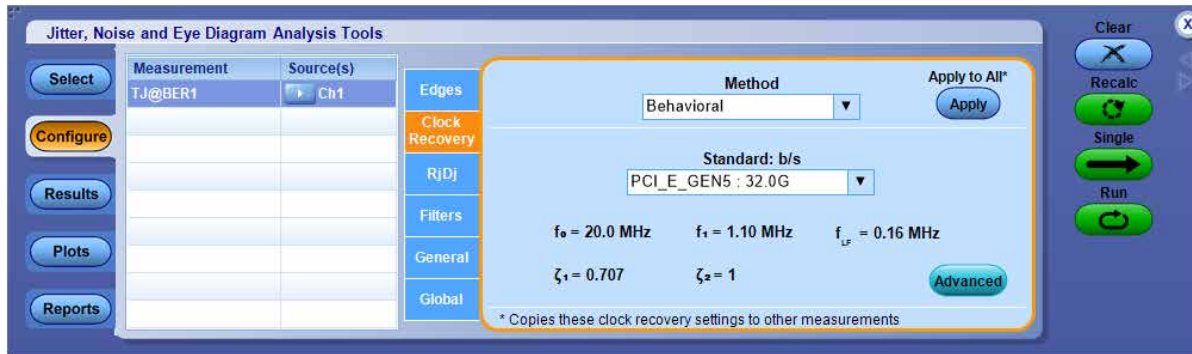 Jitter, Noise and Eye Diagram Analysis Tools
Clear
X
Select
Measurement Source(s)
TJ@BER1 Ch1
Configure
Results
Plots
Reports
Edges
Clock
Recovery
RjDj
Filters
General
Global
Method
Behavioral
Apply to All*
Apply
Standard: b/s
PCI_E_GEN5 : 32.0G
f₀ = 20.0 MHz f₁ = 1.10 MHz f_LF = 0.16 MHz
ζ₁ = 0.707 ζ₂ = 1
Advanced
* Copies these clock recovery settings to other measurements
Recalc
Single
Run